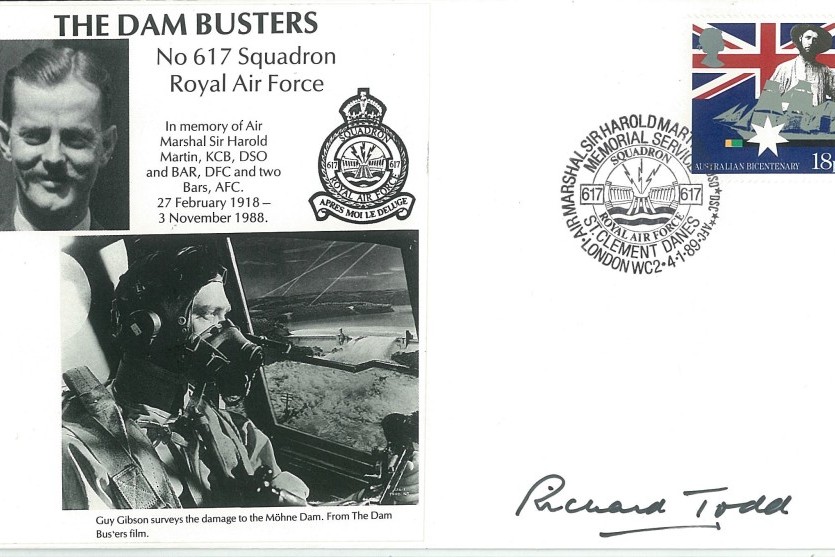 THE DAM BUSTERS
No 617 Squadron
Royal Air Force
In memory of Air
Marshal Sir Harold
Martin, KCB, DSO
and BAR, DFC and two
Bars, AFC.
27 February 1918 –
3 November 1988.
SQUADRON
617 617
ROYAL AIR FORCE
APRES MOI LE DELUGE
Guy Gibson surveys the damage to the Möhne Dam. From The Dam
Bus'ers film.
AUSTRALIAN BICENTENARY 18p
AIR MARSHAL SIR HAROLD MART
MEMORIAL SERVIC
SQUADRON
617 617
ROYAL AIR FORCE
ST. CLEMENT DANES
LONDON WC2 • 4·1·89
Richard Todd